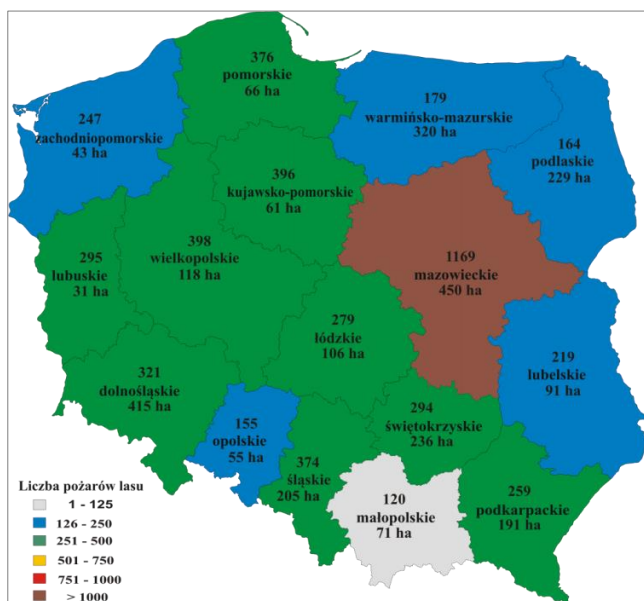 376
pomorskie
66 ha
247
zachodniopomorskie
43 ha
179
warmińsko-mazurskie
320 ha
164
podlaskie
229 ha
396
kujawsko-pomorskie
61 ha
398
wielkopolskie
118 ha
295
lubuskie
31 ha
1169
mazowieckie
450 ha
279
łódzkie
106 ha
219
lubelskie
91 ha
321
dolnośląskie
415 ha
155
opolskie
55 ha
374
śląskie
205 ha
294
świętokrzyskie
236 ha
120
małopolskie
71 ha
259
podkarpackie
191 ha
Liczba pożarów lasu
1 - 125
126 - 250
251 - 500
501 - 750
751 - 1000
> 1000